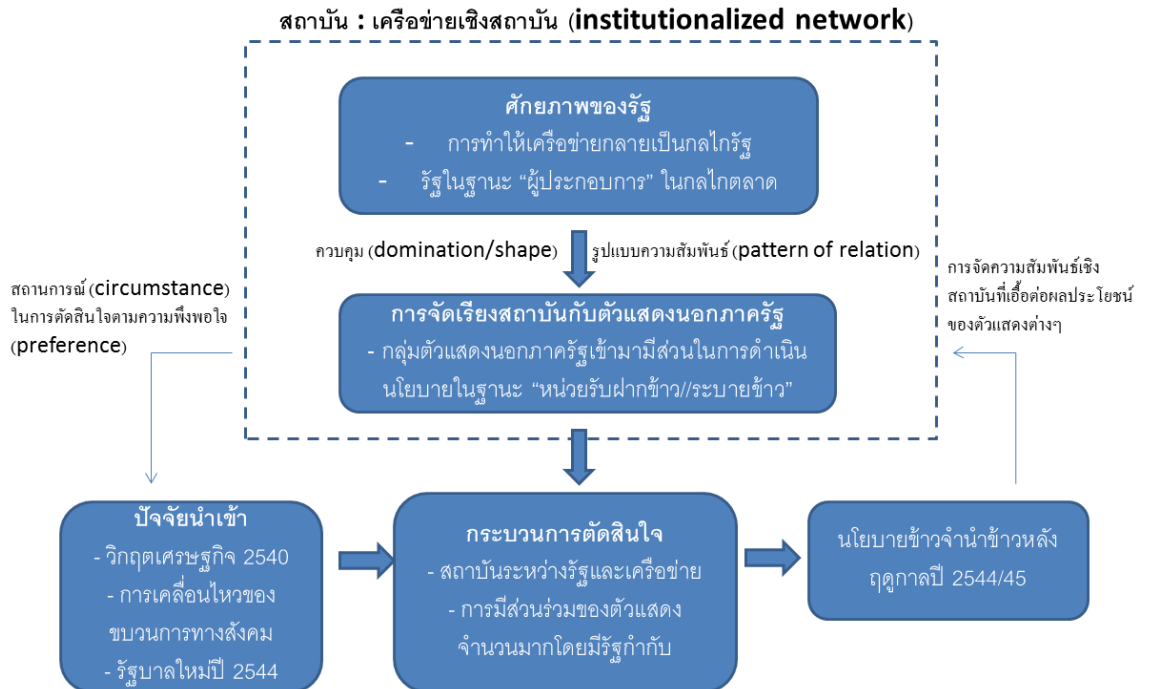 สถาบัน : เครือข่ายเชิงสถาบัน (institutionalized network)
ศักยภาพของรัฐ
- การทำให้เครือข่ายกลายเป็นกลไกรัฐ
- รัฐในฐานะ “ผู้ประกอบการ” ในกลไกตลาด
ควบคุม (domination/shape)
รูปแบบความสัมพันธ์ (pattern of relation)
สถานการณ์ (circumstance)
ในการตัดสินใจตามความพึงพอใจ
(preference)
การจัดความสัมพันธ์เชิง
สถาบันที่เอื้อต่อผลประโยชน์
ของตัวแสดงต่างๆ
การจัดเรียงสถาบันกับตัวแสดงนอกภาครัฐ
- กลุ่มตัวแสดงนอกภาครัฐเข้ามามีส่วนในการดำเนิน
นโยบายในฐานะ “หน่วยรับฝากข้าว//ระบายข้าว”
ปัจจัยนำเข้า
- วิกฤตเศรษฐกิจ 2540
- การเคลื่อนไหวของ
ขบวนการทางสังคม
- รัฐบาลใหม่ปี 2544
กระบวนการตัดสินใจ
- สถาบันระหว่างรัฐและเครือข่าย
- การมีส่วนร่วมของตัวแสดง
จำนวนมากโดยมีรัฐกำกับ
นโยบายข้าวจำนำข้าวหลัง
ฤดูกาลปี 2544/45